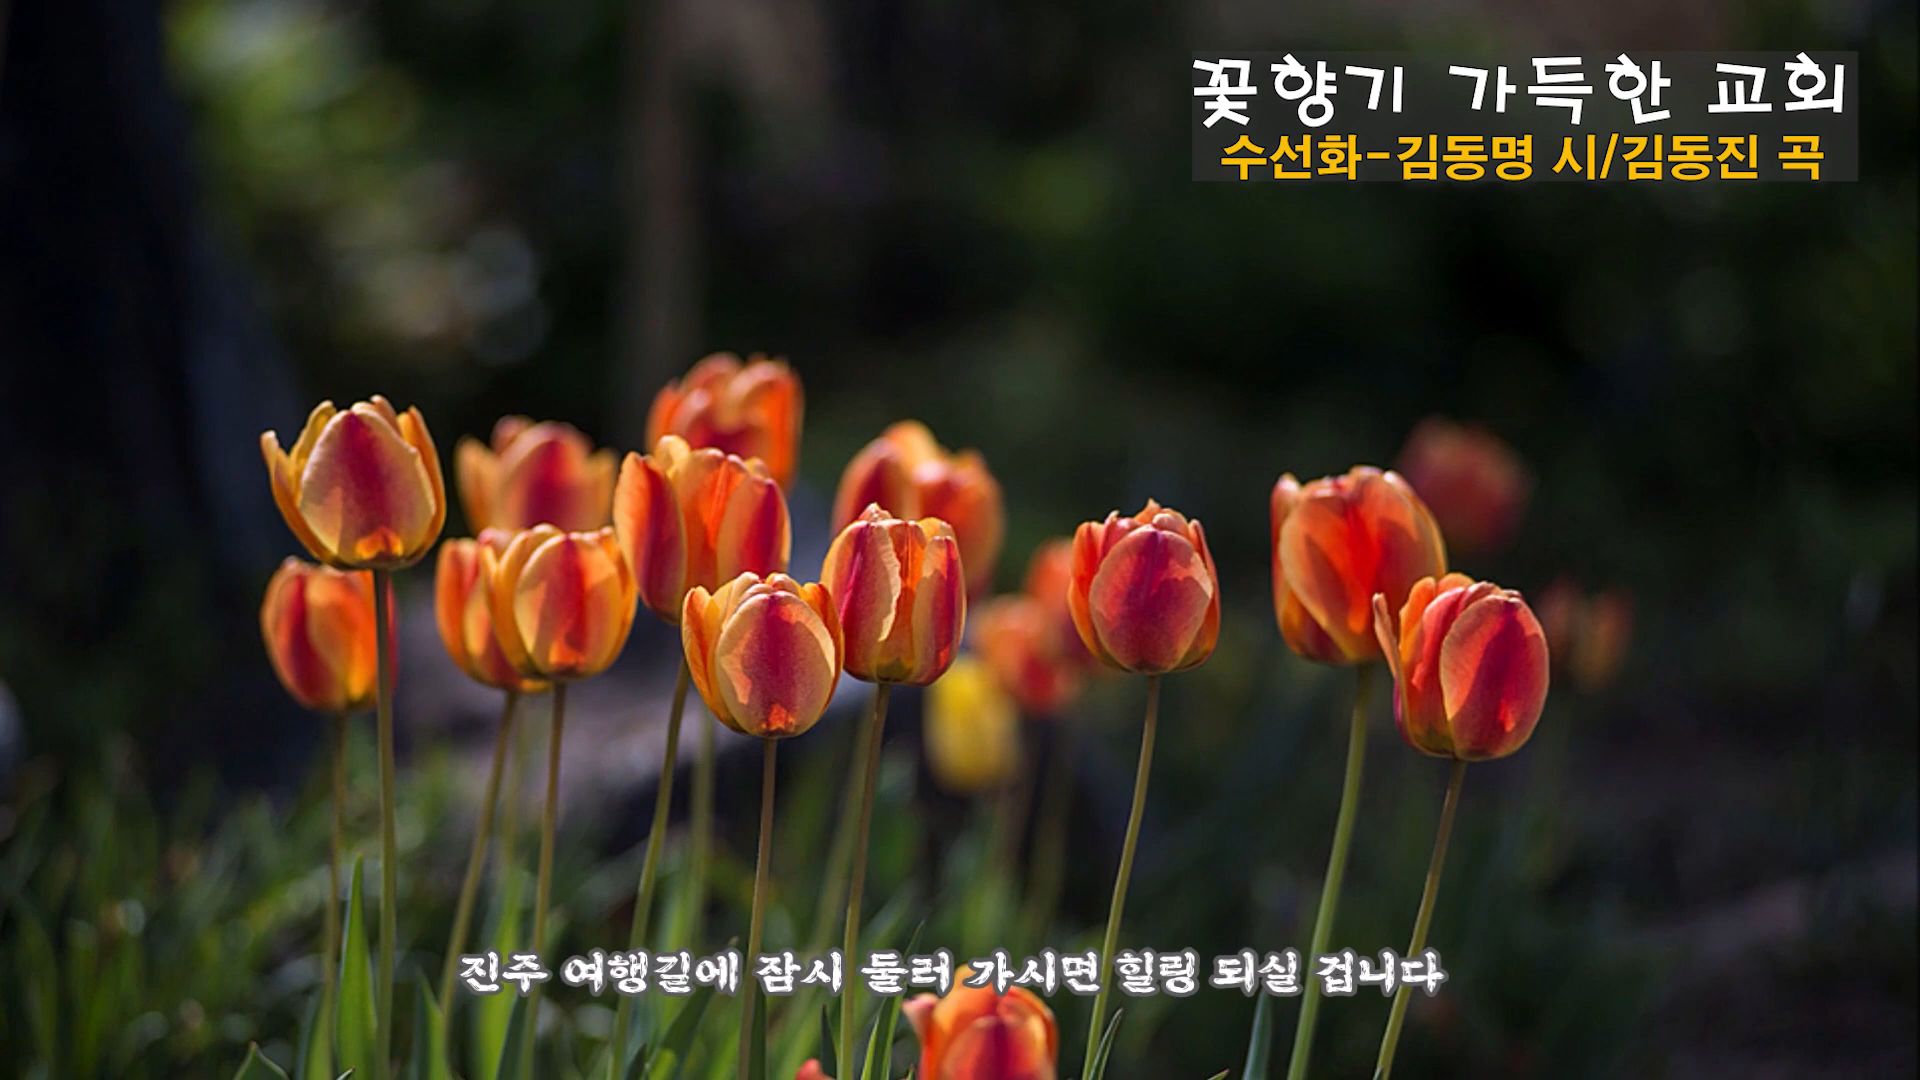 꽃향기 가득한 교회
수선화-김동명 시/김동진 곡
진주 여행길에 잠시 둘러 가시면 힐링 되실 겁니다